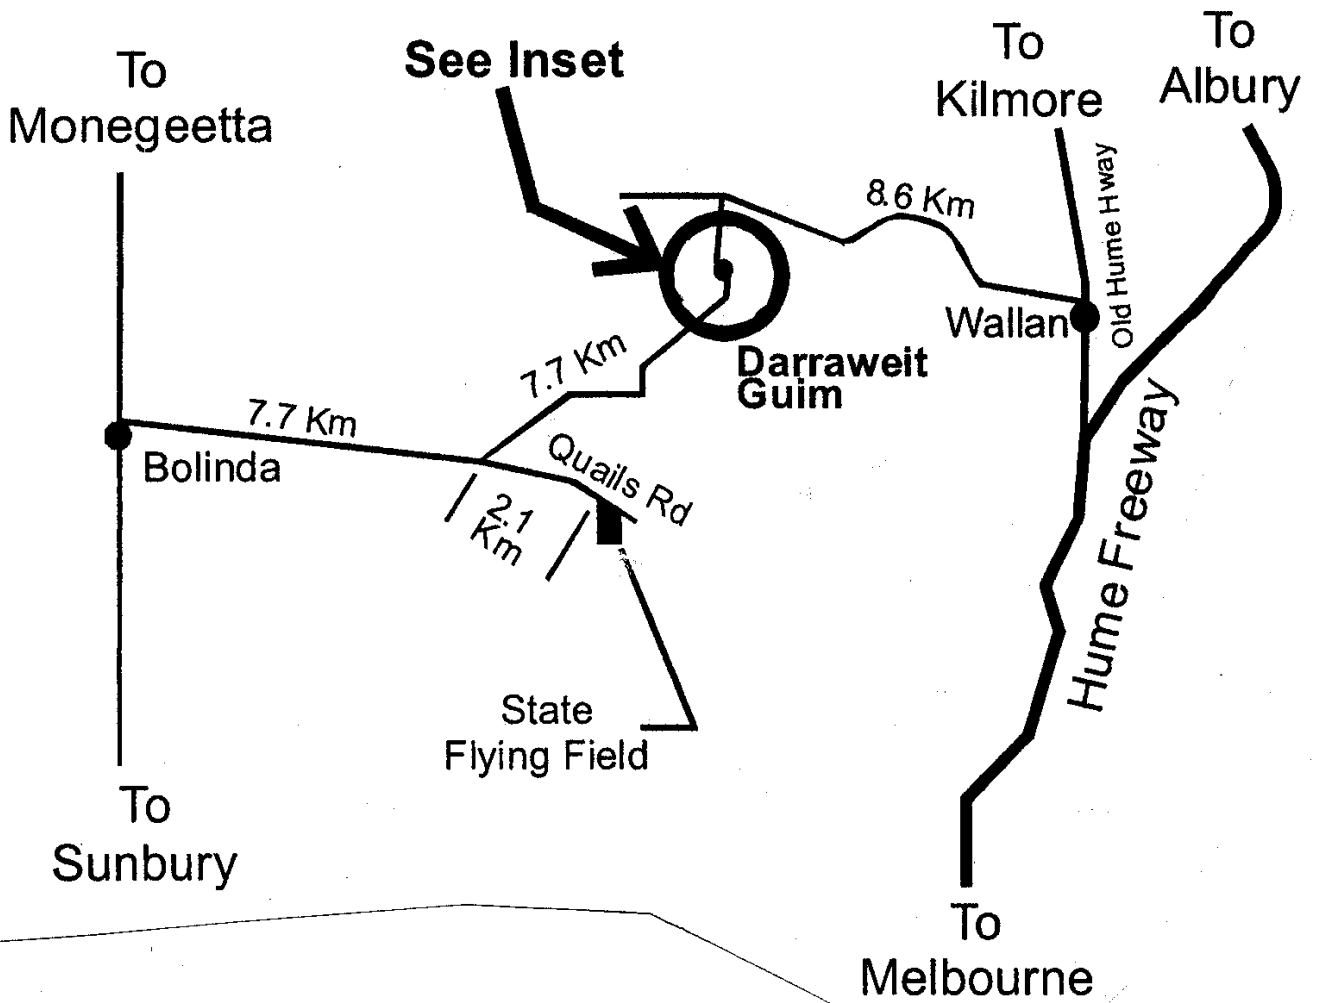 To
Monegeetta
See Inset
To
Kilmore
To
Albury
Old Hume Hway
8.6 Km
Wallan
Darraweit
Guim
7.7 Km
7.7 Km
Bolinda
Quails Rd
2.1
Km
Hume Freeway
State
Flying Field
To
Sunbury
To
Melbourne